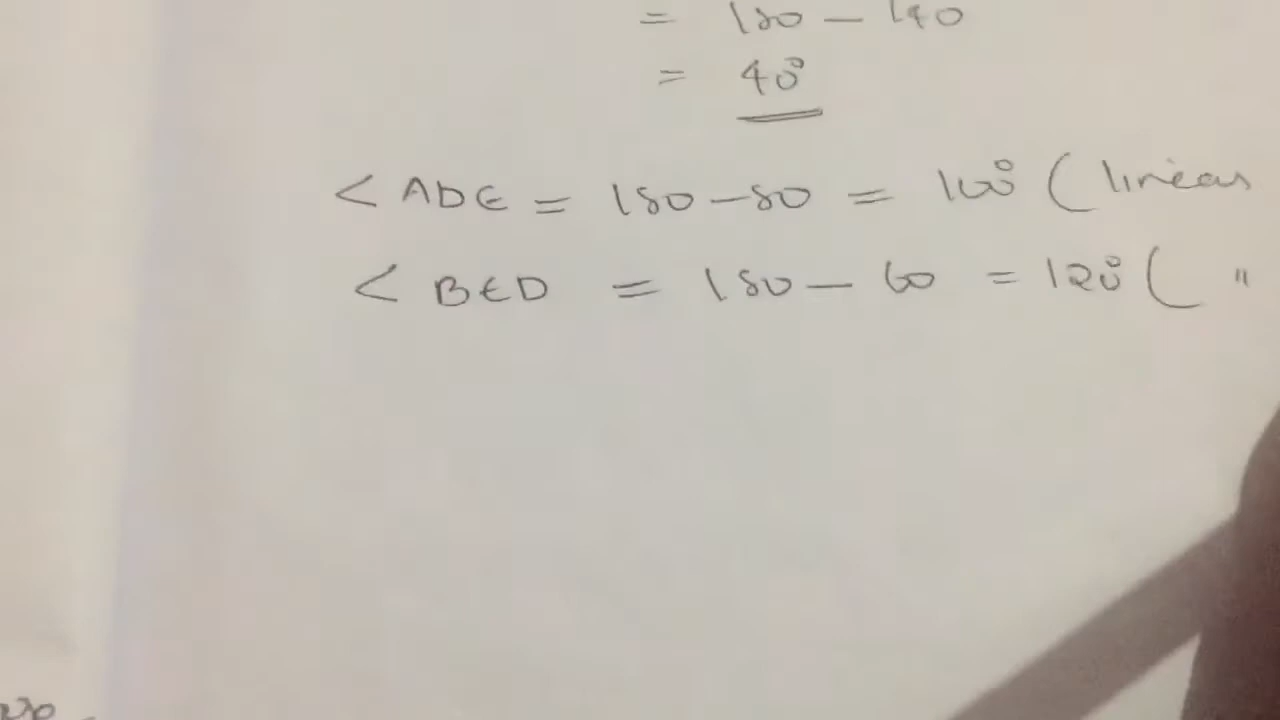 = 180 - 140
= 40°
< ADE = 180 - 80 = 100° ( linear
< BED = 180 - 60 = 120° ( "